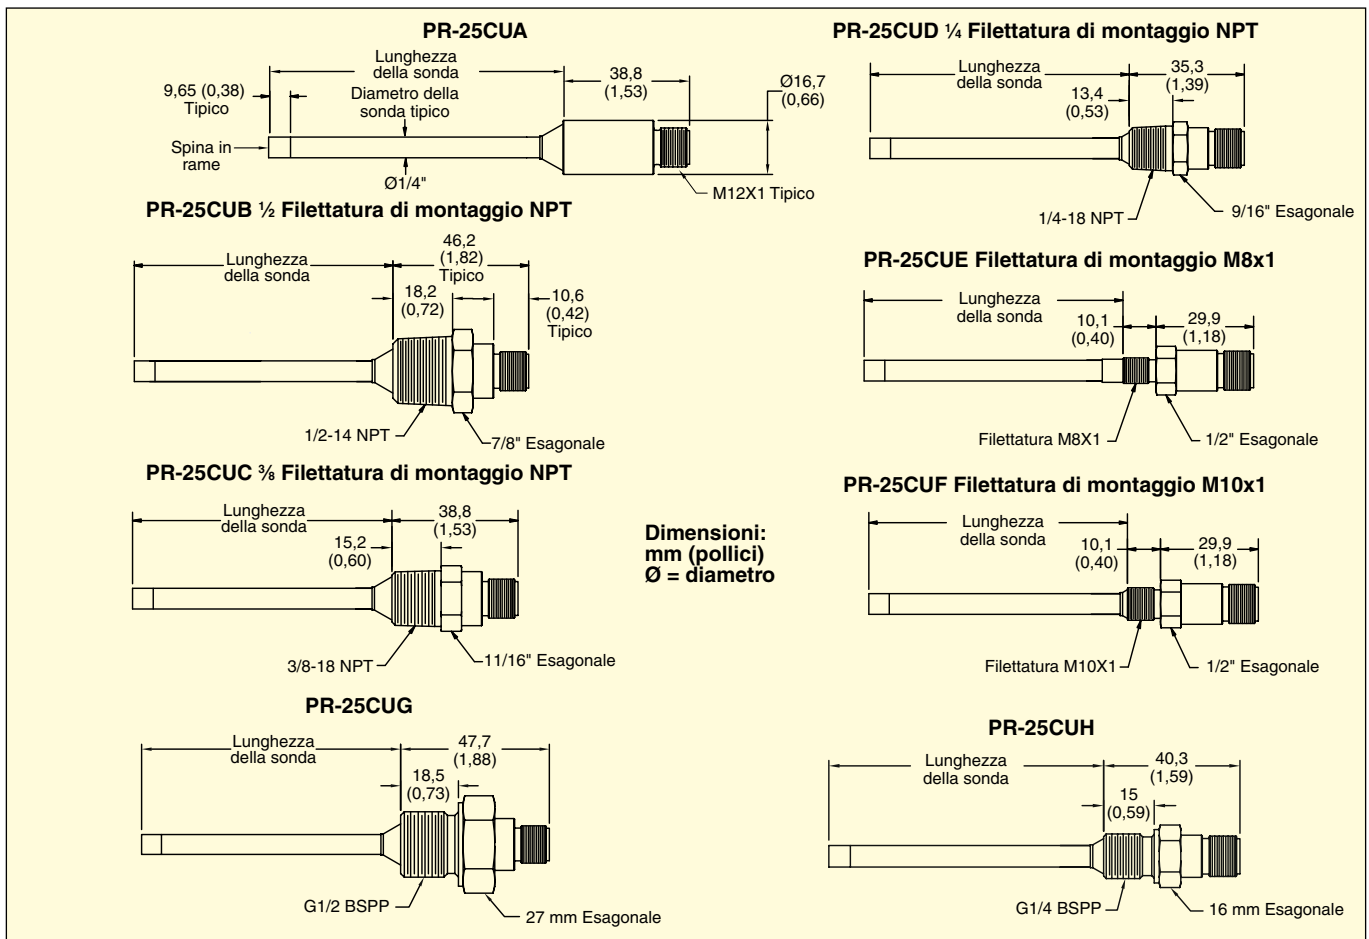 PR-25CUA
Lunghezza
della sonda
38,8
(1,53)
Ø16,7
(0,66)
9,65 (0,38)
Tipico
Diametro della
sonda tipico
Spina in
rame
Ø1/4"
M12X1 Tipico
PR-25CUD ¼ Filettatura di montaggio NPT
Lunghezza
della sonda
35,3
(1,39)
13,4
(0,53)
1/4-18 NPT
9/16" Esagonale
PR-25CUB ½ Filettatura di montaggio NPT
Lunghezza
della sonda
46,2
(1,82)
Tipico
18,2
(0,72)
10,6
(0,42)
Tipico
1/2-14 NPT
7/8" Esagonale
PR-25CUE Filettatura di montaggio M8x1
Lunghezza
della sonda
10,1
(0,40)
29,9
(1,18)
Filettatura M8X1
1/2" Esagonale
PR-25CUC ⅜ Filettatura di montaggio NPT
Lunghezza
della sonda
38,8
(1,53)
15,2
(0,60)
3/8-18 NPT
11/16" Esagonale
Dimensioni:
mm (pollici)
Ø = diametro
PR-25CUF Filettatura di montaggio M10x1
Lunghezza
della sonda
10,1
(0,40)
29,9
(1,18)
Filettatura M10X1
1/2" Esagonale
PR-25CUG
Lunghezza
della sonda
47,7
(1,88)
18,5
(0,73)
G1/2 BSPP
27 mm Esagonale
PR-25CUH
Lunghezza
della sonda
40,3
(1,59)
15
(0,59)
G1/4 BSPP
16 mm Esagonale